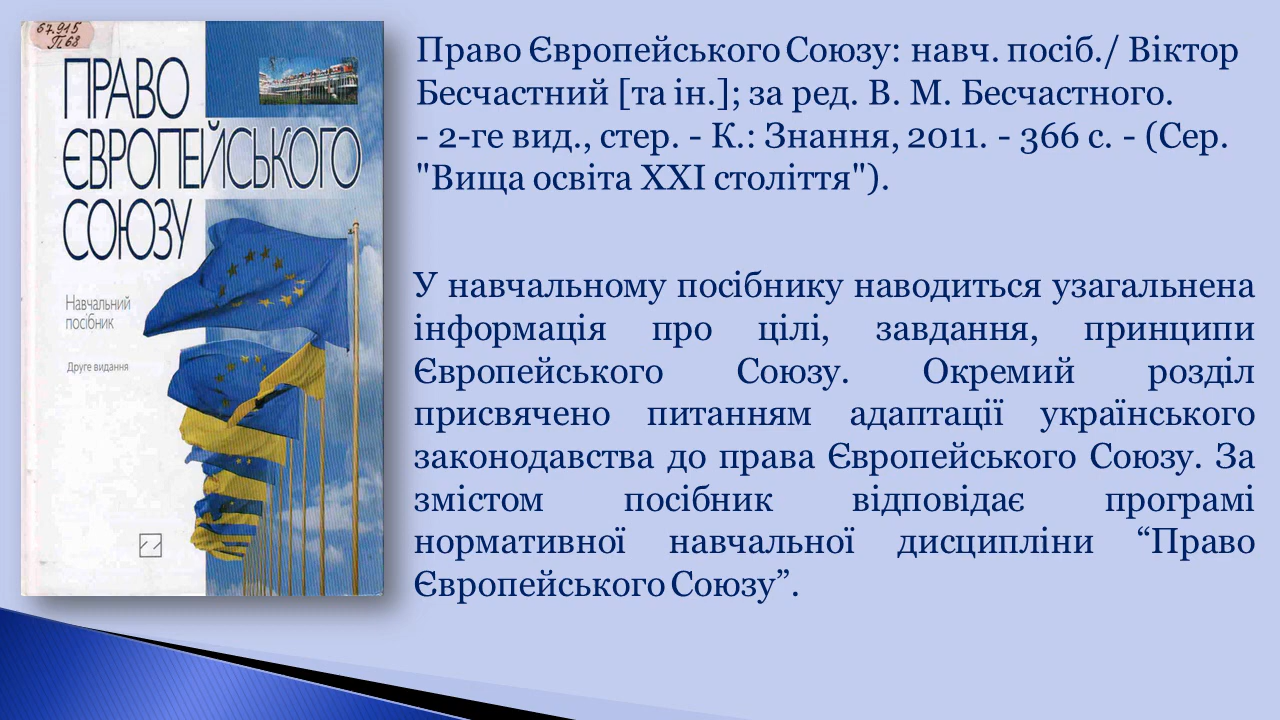 67.915
П68
ПРАВО
ЄВРОПЕЙСЬКОГО
СОЮЗУ
Навчальний
посібник
Друге видання
Право Європейського Союзу: навч. посіб./ Віктор
Бесчастний [та ін.]; за ред. В. М. Бесчастного.
- 2-ге вид., стер. - К.: Знання, 2011. - 366 с. - (Сер.
"Вища освіта XXI століття").
У навчальному посібнику наводиться узагальнена
інформація про цілі, завдання, принципи
Європейського Союзу. Окремий розділ
присвячено питанням адаптації українського
законодавства до права Європейського Союзу. За
змістом посібник відповідає програмі
нормативної навчальної дисципліни “Право
Європейського Союзу”.